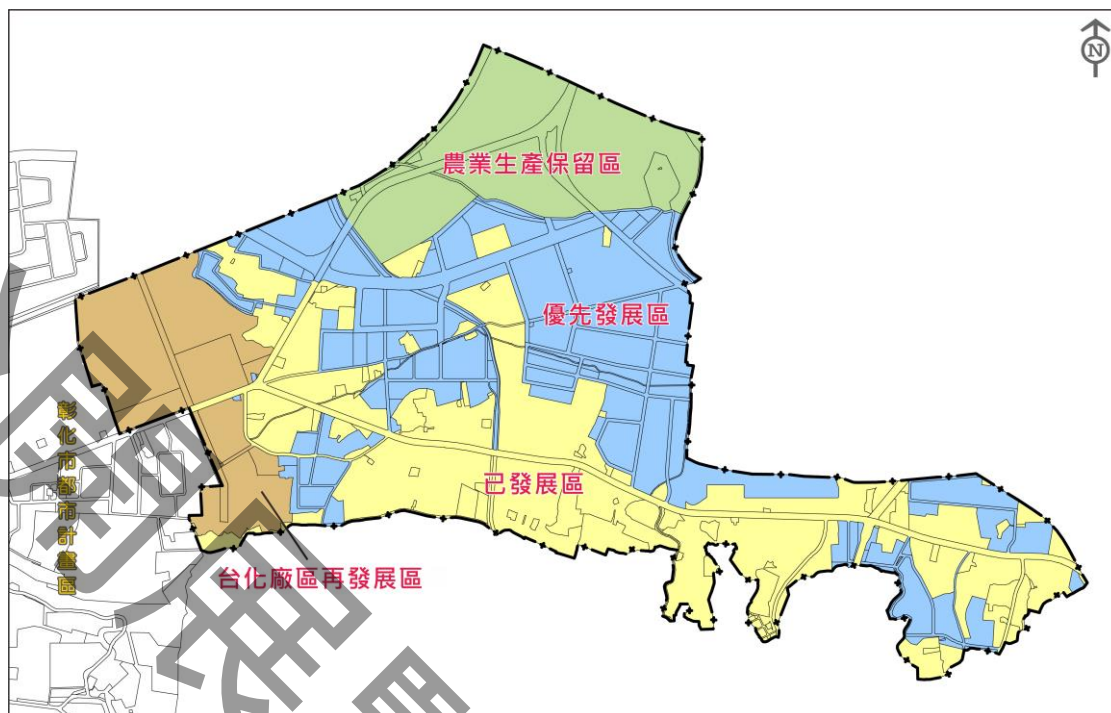 N
農業生產保留區
優先發展區
彰化市都市計畫區
已發展區
台化廠區再發展區